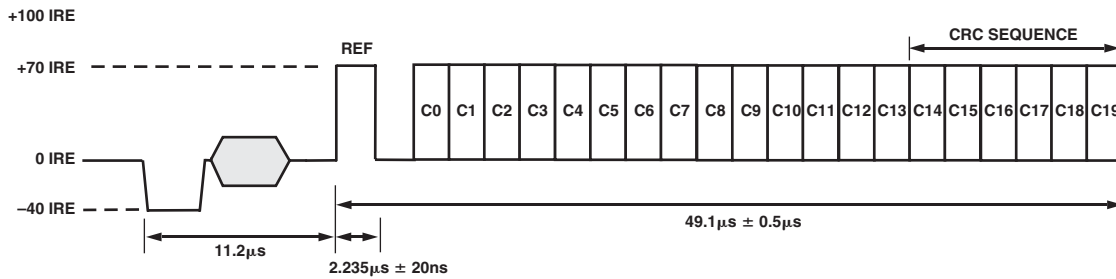 +100 IRE
REF
CRC SEQUENCE
+70 IRE
C0 C1 C2 C3 C4 C5 C6 C7 C8 C9 C10 C11 C12 C13 C14 C15 C16 C17 C18 C19
0 IRE
–40 IRE
49.1μs ± 0.5μs
11.2μs
2.235μs ± 20ns